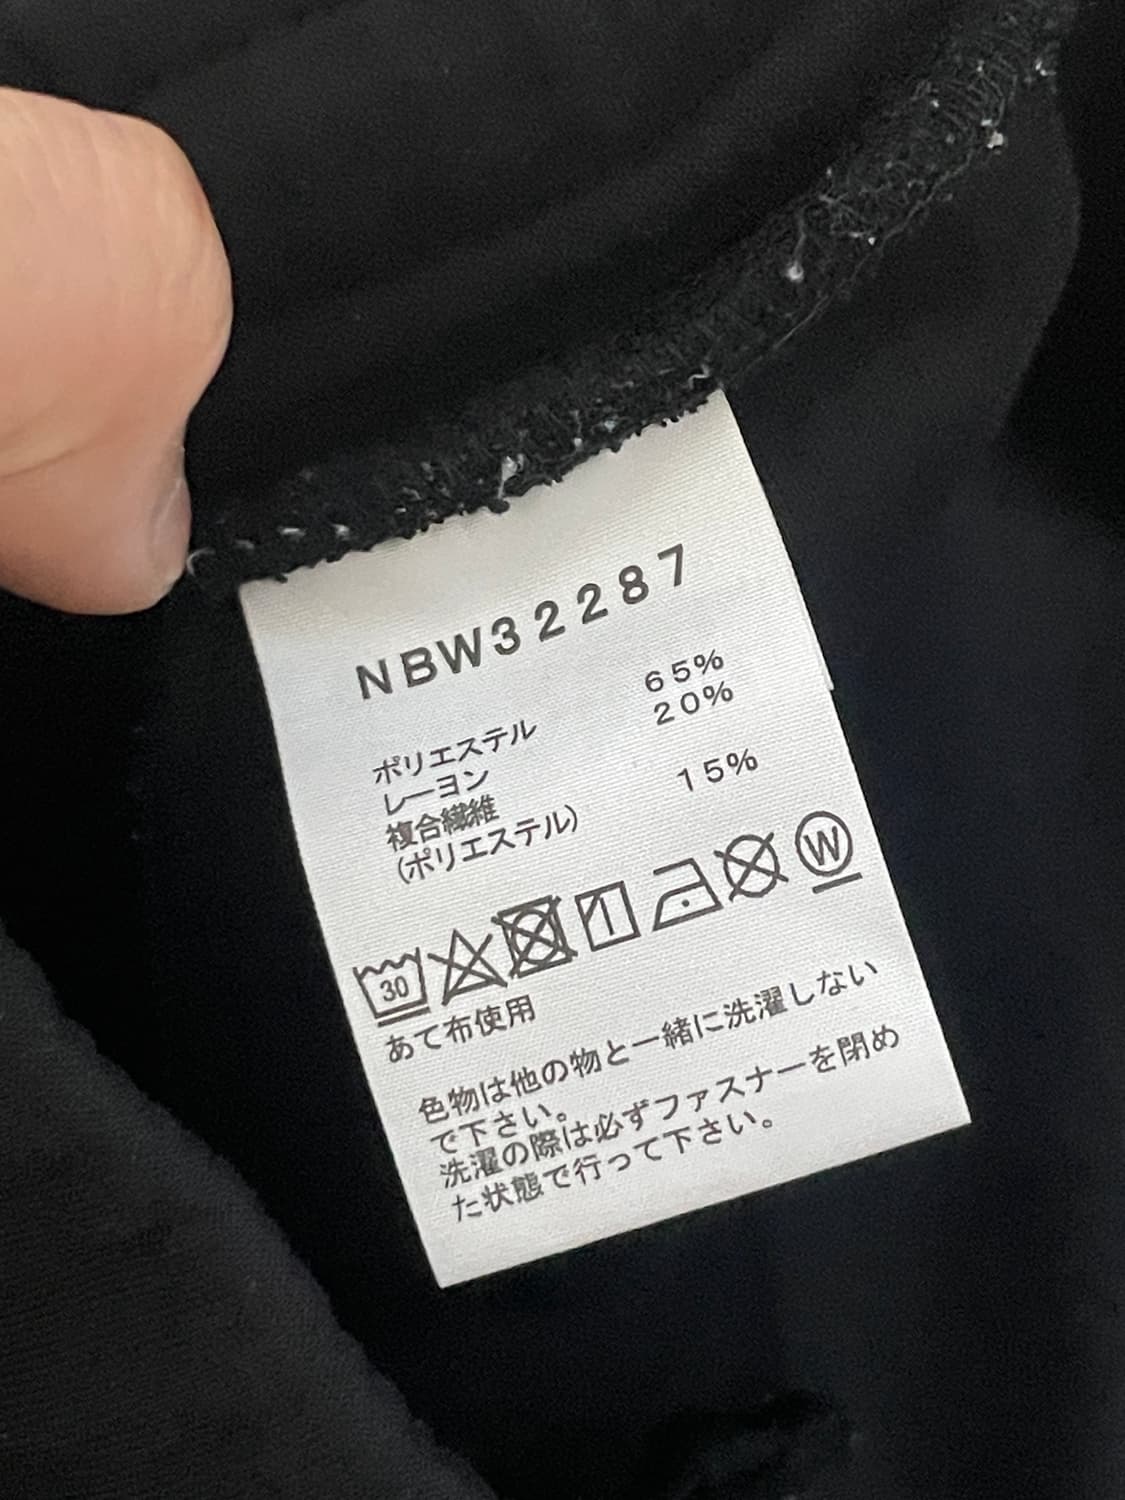 NBW32287
ポリエステル 65%
レーヨン 20%
複合繊維
(ポリエステル) 15%
30
W
あて布使用
色物は他の物と一緒に洗濯しない
で下さい。
洗濯の際は必ずファスナーを閉め
た状態で行って下さい。